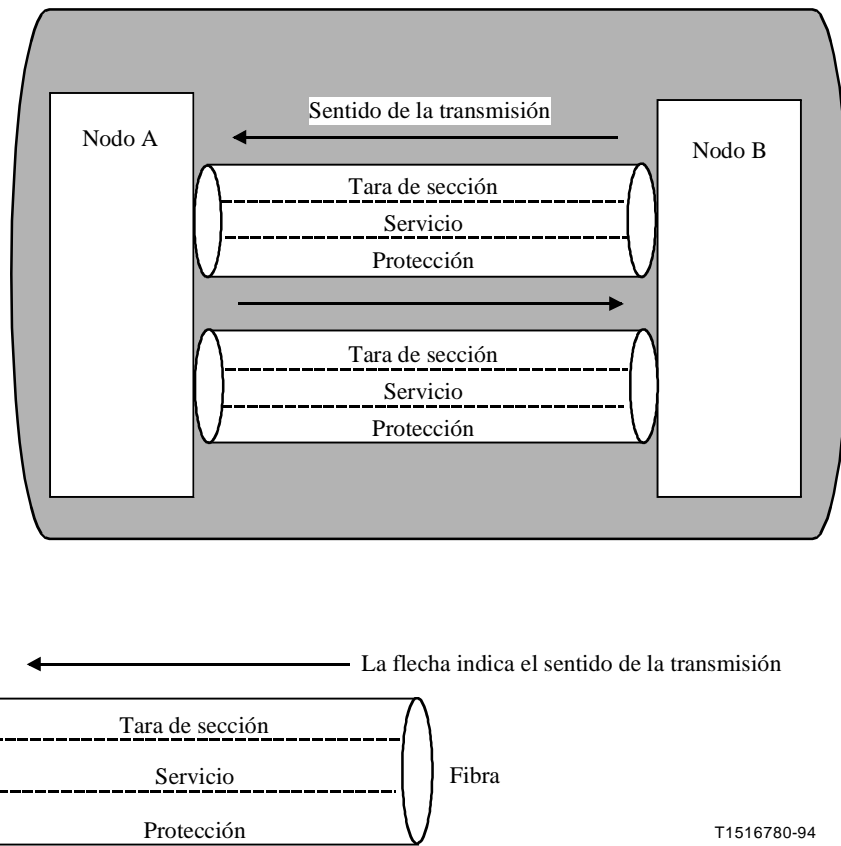 Sentido de la transmisión
Nodo A
Nodo B
Tara de sección
Servicio
Protección
Tara de sección
Servicio
Protección
La flecha indica el sentido de la transmisión
Tara de sección
Servicio
Fibra
Protección
T1516780-94